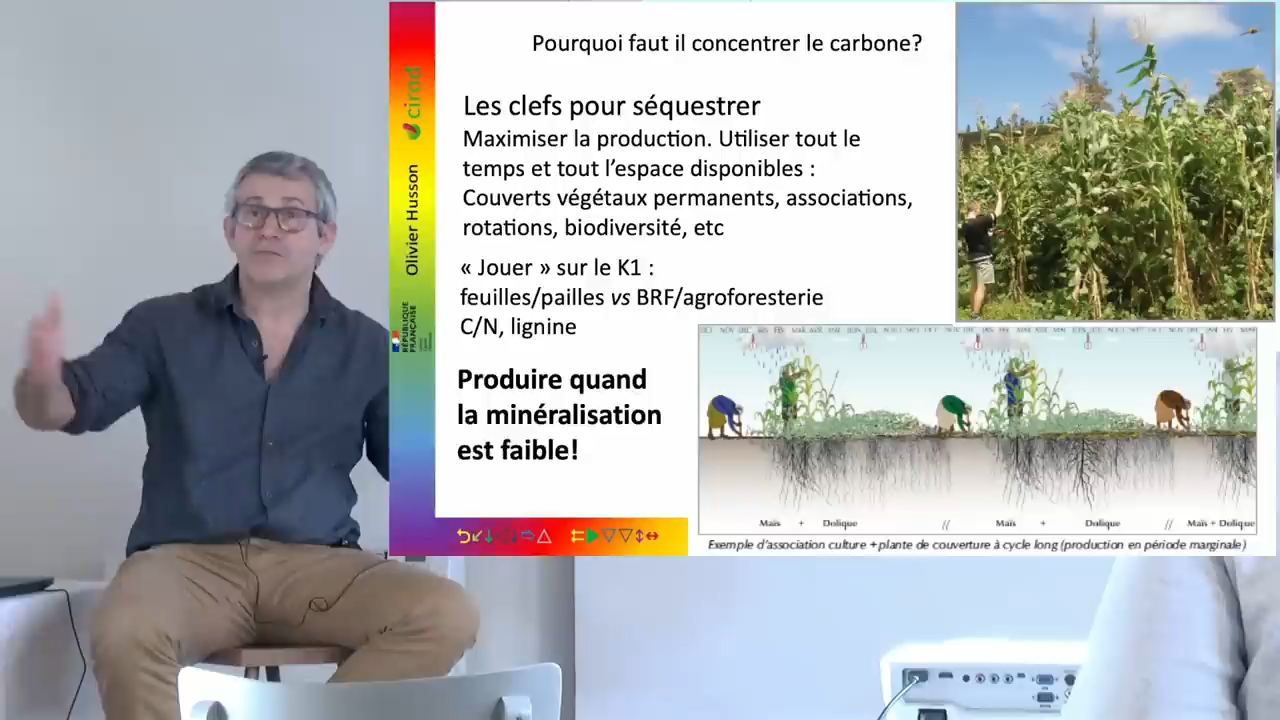 Pourquoi faut il concentrer le carbone?
Les clefs pour séquestrer
Maximiser la production. Utiliser tout le
temps et tout l'espace disponibles :
Couverts végétaux permanents, associations,
rotations, biodiversité, etc
« Jouer » sur le K1 :
feuilles/pailles vs BRF/agroforesterie
C/N, lignine
Produire quand
la minéralisation
est faible!
cirad
Olivier Husson
RÉPUBLIQUE
FRANÇAISE
Maïs + Dolique // Maïs + Dolique // Maïs + Dolique
Exemple d'association culture + plante de couverture à cycle long (production en période marginale)